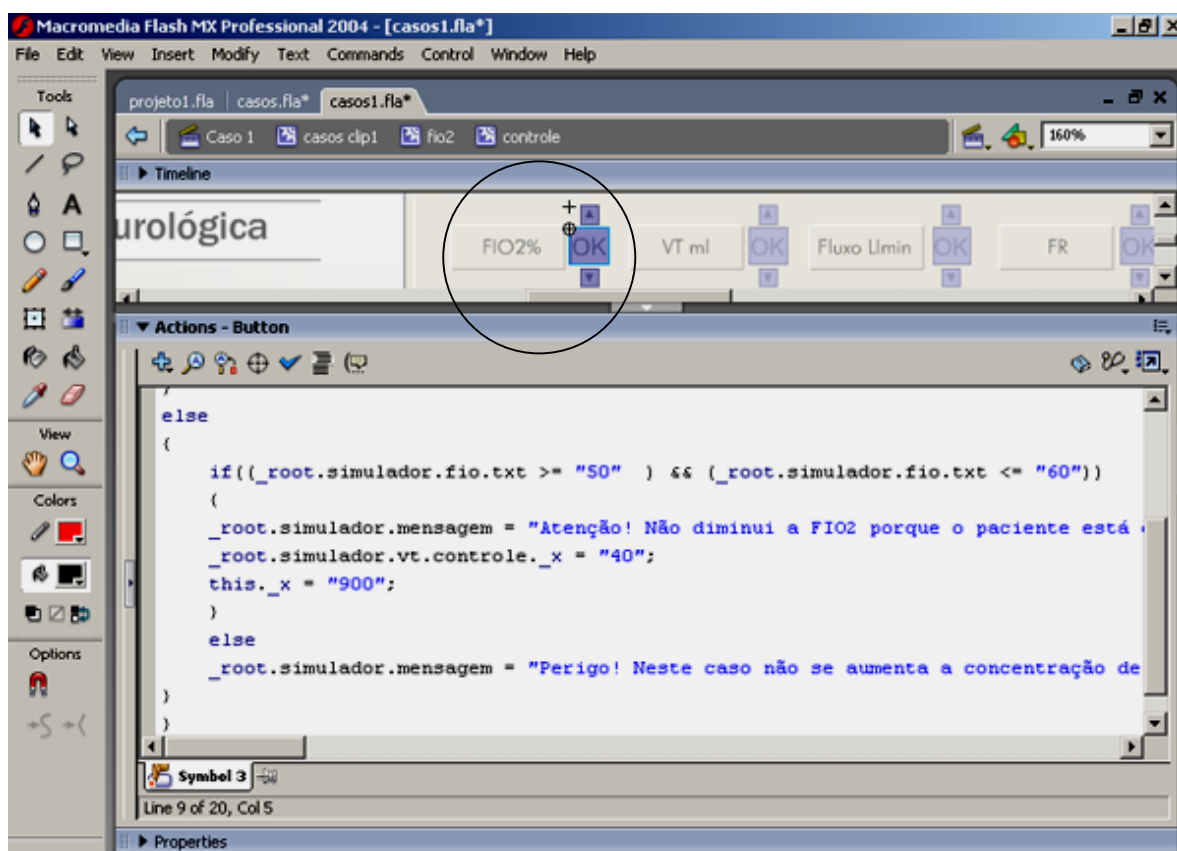 Macromedia Flash MX Professional 2004 - [casos1.fla*]
File Edit View Insert Modify Text Commands Control Window Help
Tools
projeto1.fla casos.fla* casos1.fla*
Caso 1 casos clip1 fio2 controle 160%
Timeline
urológica
FIO2% OK VT ml OK Fluxo Llmin OK FR OK
Actions - Button
}
else
{
if((_root.simulador.fio.txt >= "50" ) && (_root.simulador.fio.txt <= "60"))
{
_root.simulador.mensagem = "Atenção! Não diminui a FIO2 porque o paciente está
_root.simulador.vt.controle._x = "40";
this._x = "900";
}
else
_root.simulador.mensagem = "Perigo! Neste caso não se aumenta a concentração de
}
}
View
Colors
Options
Symbol 3
Line 9 of 20, Col 5
Properties